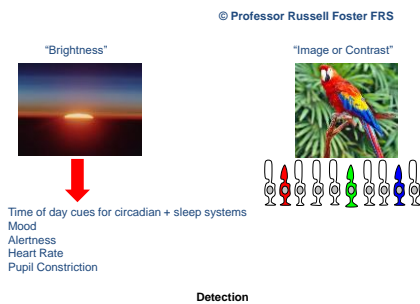 © Professor Russell Foster FRS
“Brightness”
“Image or Contrast”
Time of day cues for circadian + sleep systems
Mood
Alertness
Heart Rate
Pupil Constriction
Detection